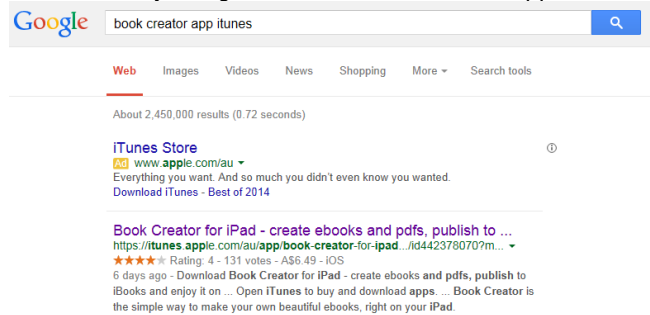 Google book creator app itunes
Web Images Videos News Shopping More Search tools
About 2,450,000 results (0.72 seconds)
iTunes Store
Ad www.apple.com/au
Everything you want. And so much you didn't even know you wanted.
Download iTunes - Best of 2014
Book Creator for iPad - create ebooks and pdfs, publish to ...
https://itunes.apple.com/au/app/book-creator-for-ipad.../id442378070?m...
Rating: 4 - 131 votes - A$6.49 - iOS
6 days ago - Download Book Creator for iPad - create ebooks and pdfs, publish to
iBooks and enjoy it on ... Open iTunes to buy and download apps. ... Book Creator is
the simple way to make your own beautiful ebooks, right on your iPad.